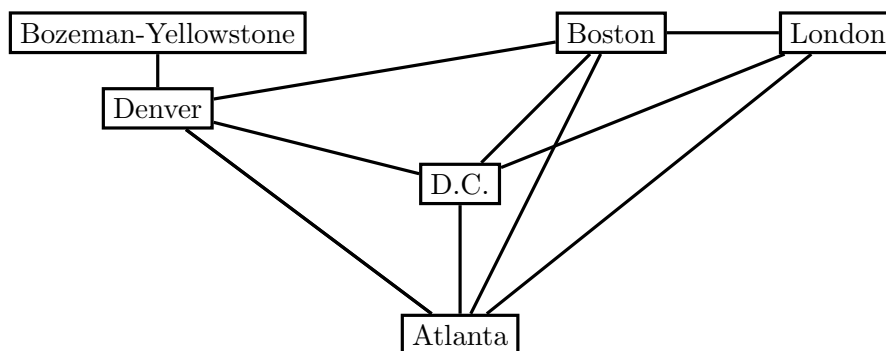 Bozeman-Yellowstone
Boston
London
Denver
D.C.
Atlanta